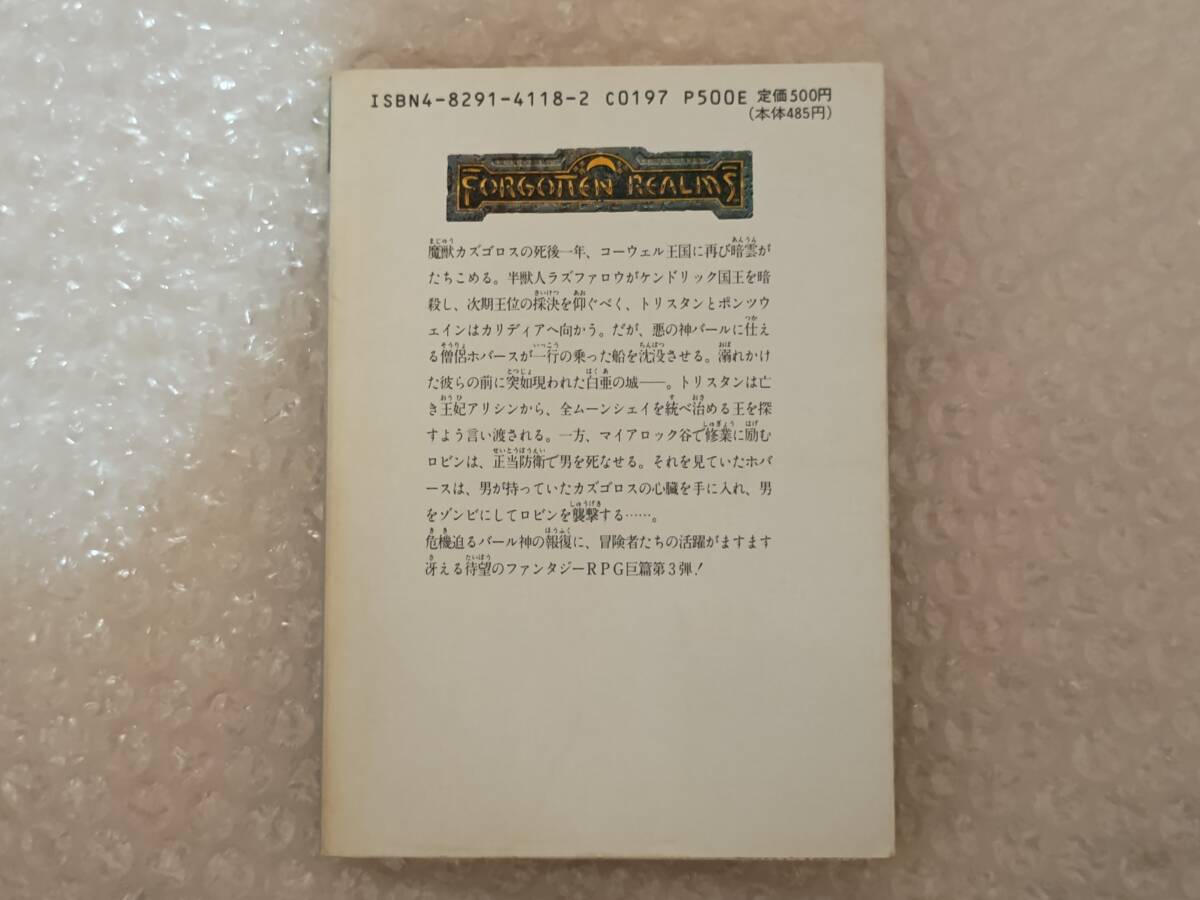 ISBN4-8291-4118-2 C0197 P500E 定価500円
(本体485円)
FORGOTTEN REALMS
魔獣カズゴロスの死後一年、コーウェル王国に再び暗雲が
たちこめる。半獣人ラズファロウがケンドリック国王を暗
殺し、次期王位の採決を仰ぐべく、トリスタンとポンツウ
ェインはカリディアへ向かう。だが、悪の神バールに仕え
る僧侶ホバースが一行の乗った船を沈没させる。溺れかけ
た彼らの前に突如現われた白亜の城——。トリスタンは亡
き王妃アリシンから、全ムーンシェイを統べ治める王を探
すよう言い渡される。一方、マイアロック谷で修業に励む
ロビンは、正当防衛で男を死なせる。それを見ていたホバ
ースは、男が持っていたカズゴロスの心臓を手に入れ、男
をゾンビにしてロビンを襲撃する……。
危機迫るバール神の報復に、冒険者たちの活躍がますます
冴える待望のファンタジーRPG巨篇第3弾！